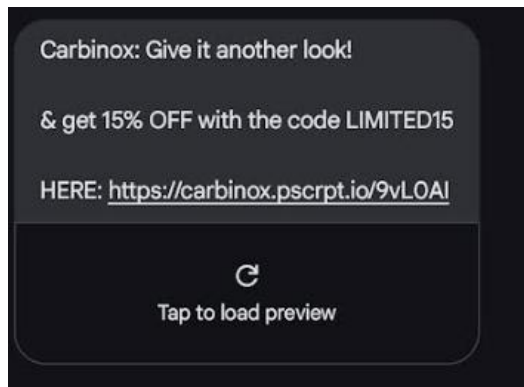 Carbinox: Give it another look!
& get 15% OFF with the code LIMITED15
HERE: https://carbinox.pscrpt.io/9vL0Al
Tap to load preview